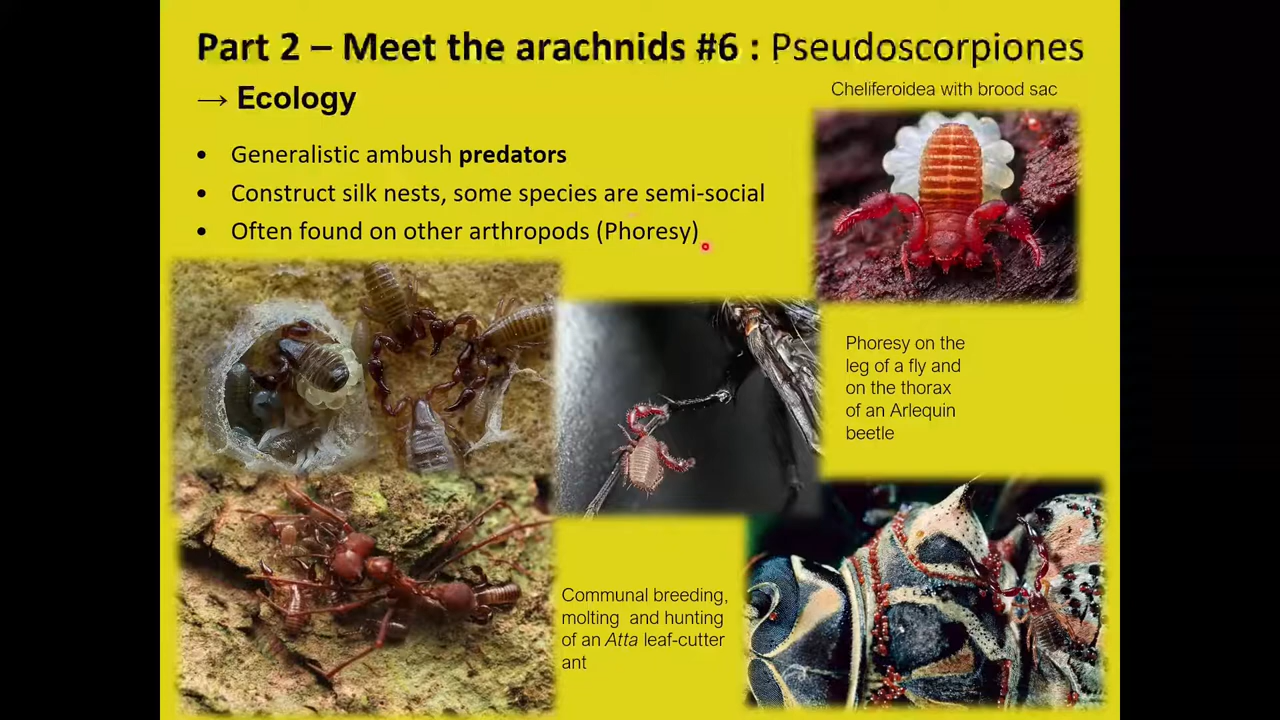 Part 2 – Meet the arachnids #6 : Pseudoscorpiones
→ Ecology
Cheliferoidea with brood sac
• Generalistic ambush predators
• Construct silk nests, some species are semi-social
• Often found on other arthropods (Phoresy)
Phoresy on the
leg of a fly and
on the thorax
of an Arlequin
beetle
Communal breeding,
molting and hunting
of an Atta leaf-cutter
ant